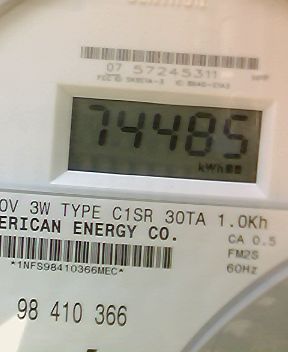 07 57245311
74485
kWh
0V 3W TYPE C1SR 30TA 1.0Kh
ERICAN ENERGY CO.
CA 0.5
FM2S
60Hz
*1NFS98410366MEC*
98 410 366